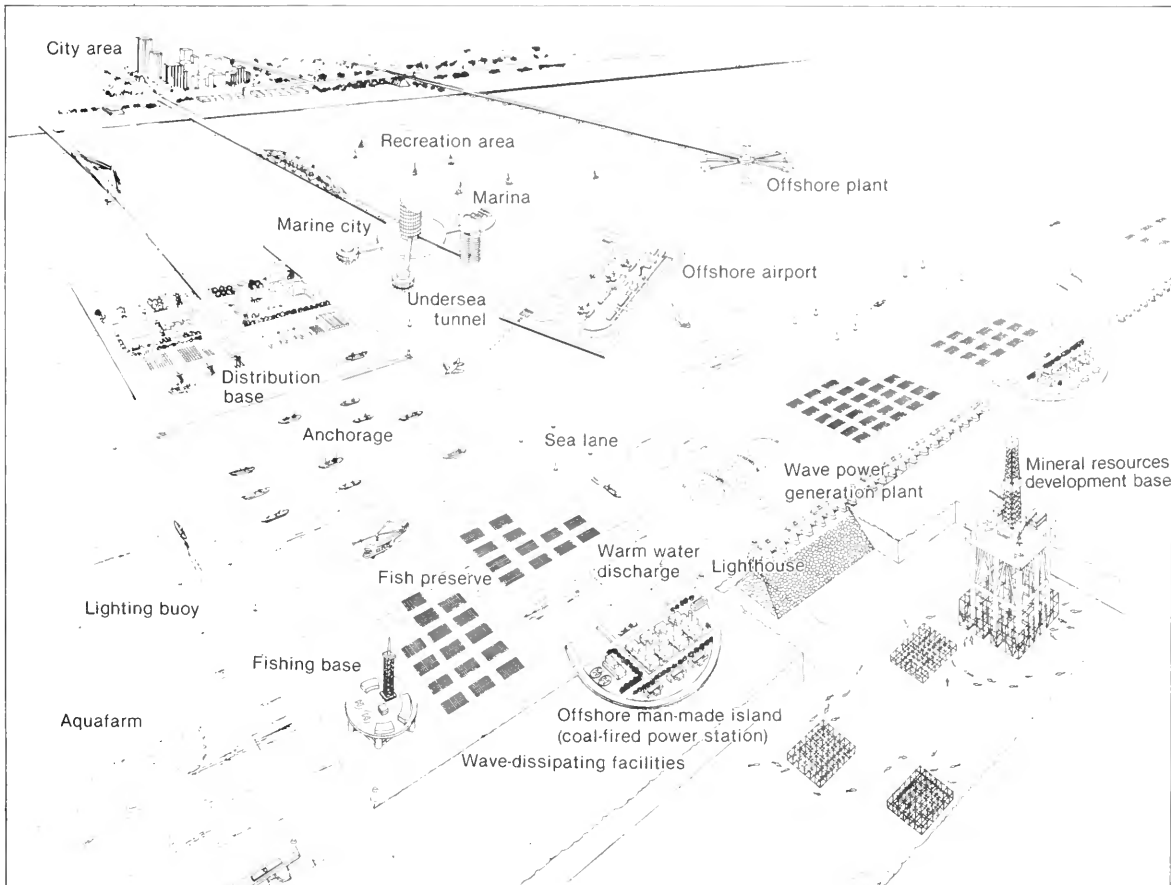 City area
Recreation area
Offshore plant
Marina
Marine city
Offshore airport
Undersea
tunnel
Distribution
base
Anchorage
Sea lane
Wave power
generation plant
Mineral resources
development base
Warm water
discharge
Lighthouse
Fish preserve
Lighting buoy
Fishing base
Aquafarm
Offshore man-made island
(coal-fired power station)
Wave-dissipating facilities